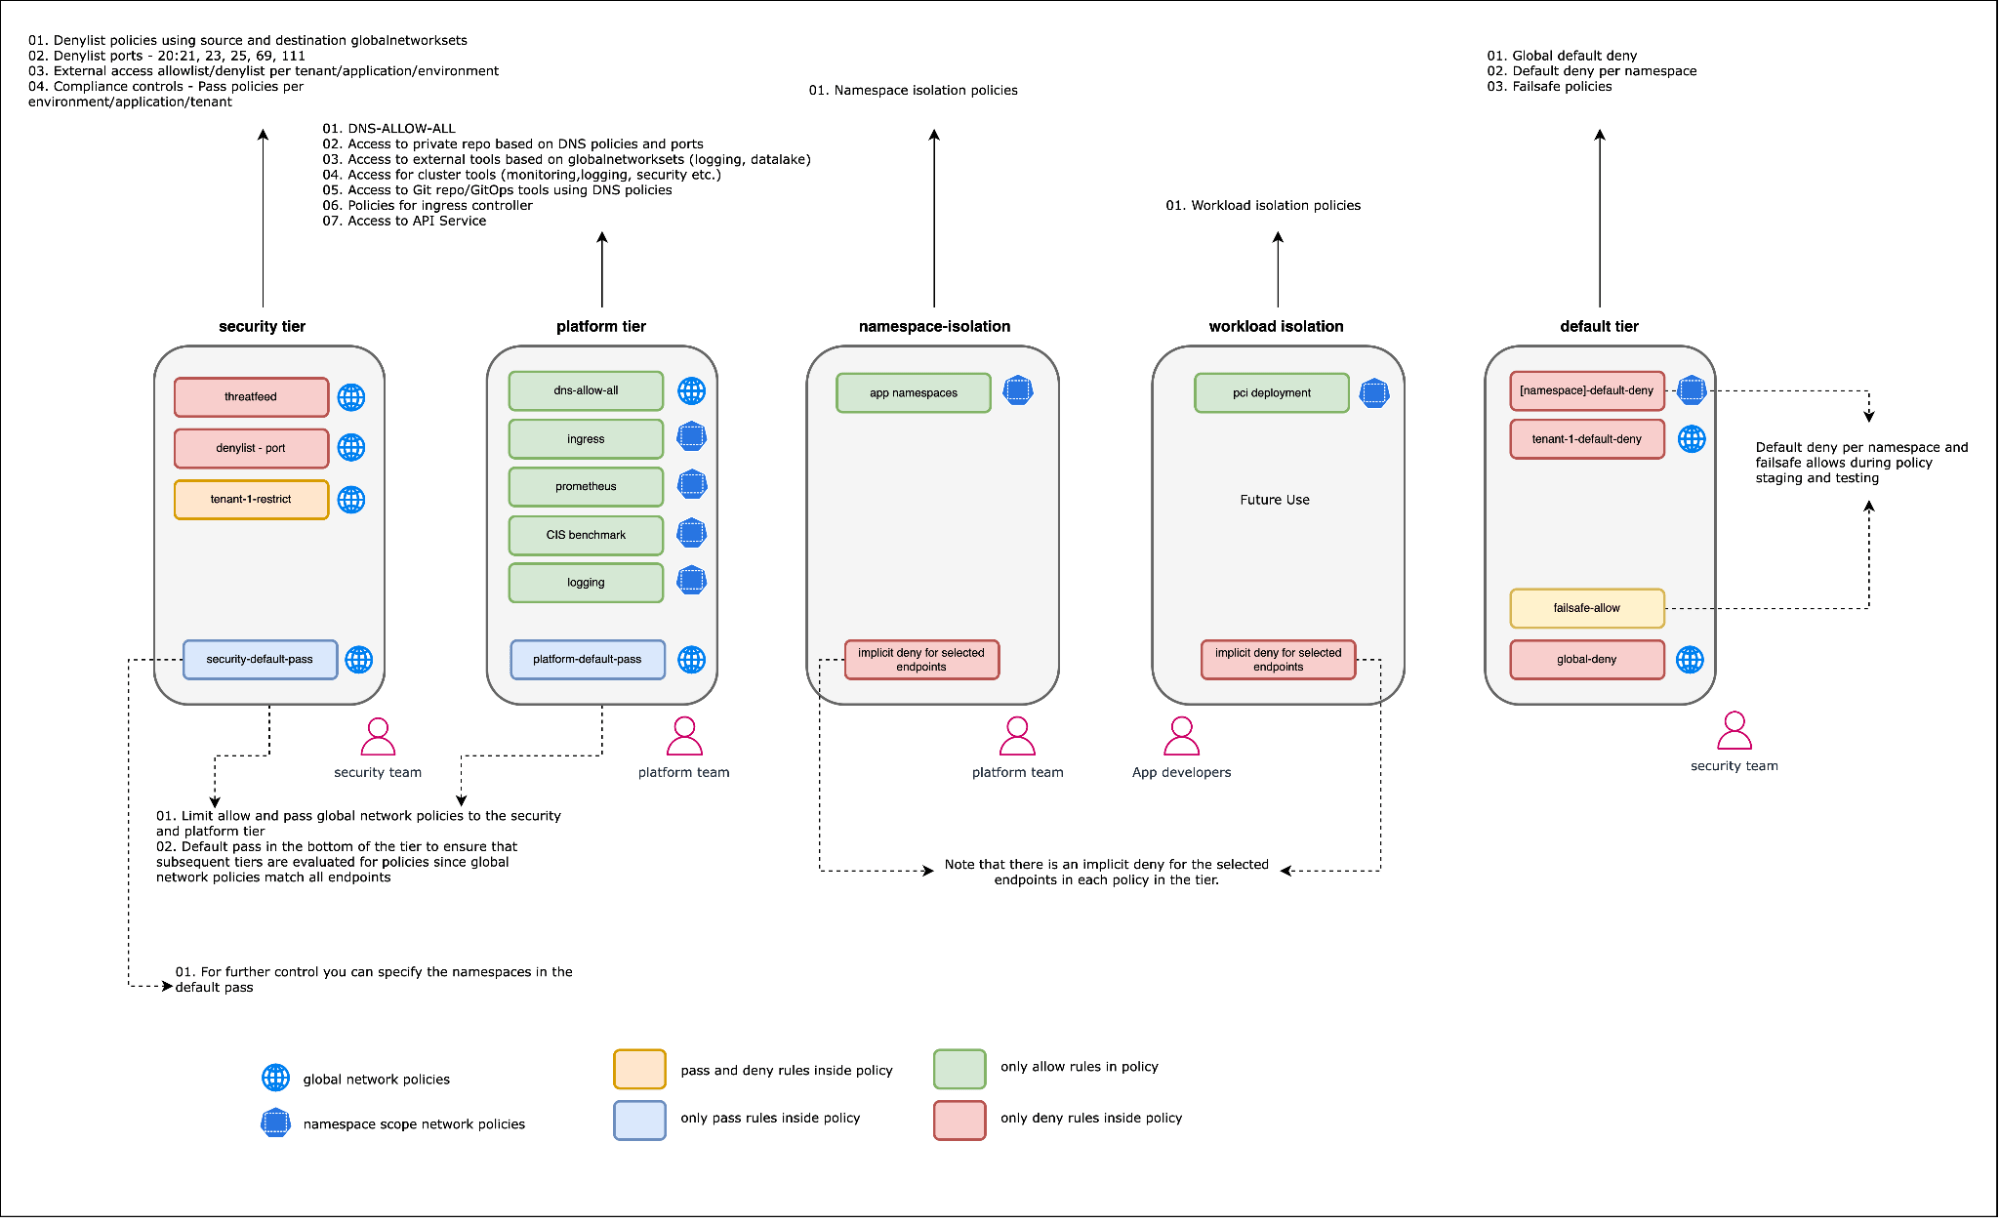 01. Denylist policies using source and destination globalnetworksets
02. Denylist ports - 20:21, 23, 25, 69, 111
03. External access allowlist/denylist per tenant/application/environment
04. Compliance controls - Pass policies per
environment/application/tenant
01. DNS-ALLOW-ALL
02. Access to private repo based on DNS policies and ports
03. Access to external tools based on globalnetworksets (logging, datalake)
04. Access for cluster tools (monitoring,logging, security etc.)
05. Access to Git repo/GitOps tools using DNS policies
06. Policies for ingress controller
07. Access to API Service
01. Namespace isolation policies
01. Workload isolation policies
01. Global default deny
02. Default deny per namespace
03. Failsafe policies
security tier
threatfeed
denylist - port
tenant-1-restrict
security-default-pass
security team
platform tier
dns-allow-all
ingress
prometheus
CIS benchmark
logging
platform-default-pass
platform team
namespace-isolation
app namespaces
implicit deny for selected
endpoints
platform team
workload isolation
pci deployment
Future Use
implicit deny for selected
endpoints
App developers
default tier
[namespace]-default-deny
tenant-1-default-deny
failsafe-allow
global-deny
security team
Default deny per namespace and
failsafe allows during policy
staging and testing
01. Limit allow and pass global network policies to the security
and platform tier
02. Default pass in the bottom of the tier to ensure that
subsequent tiers are evaluated for policies since global
network policies match all endpoints
Note that there is an implicit deny for the selected
endpoints in each policy in the tier.
01. For further control you can specify the namespaces in the
default pass
global network policies
namespace scope network policies
pass and deny rules inside policy
only pass rules inside policy
only allow rules in policy
only deny rules inside policy